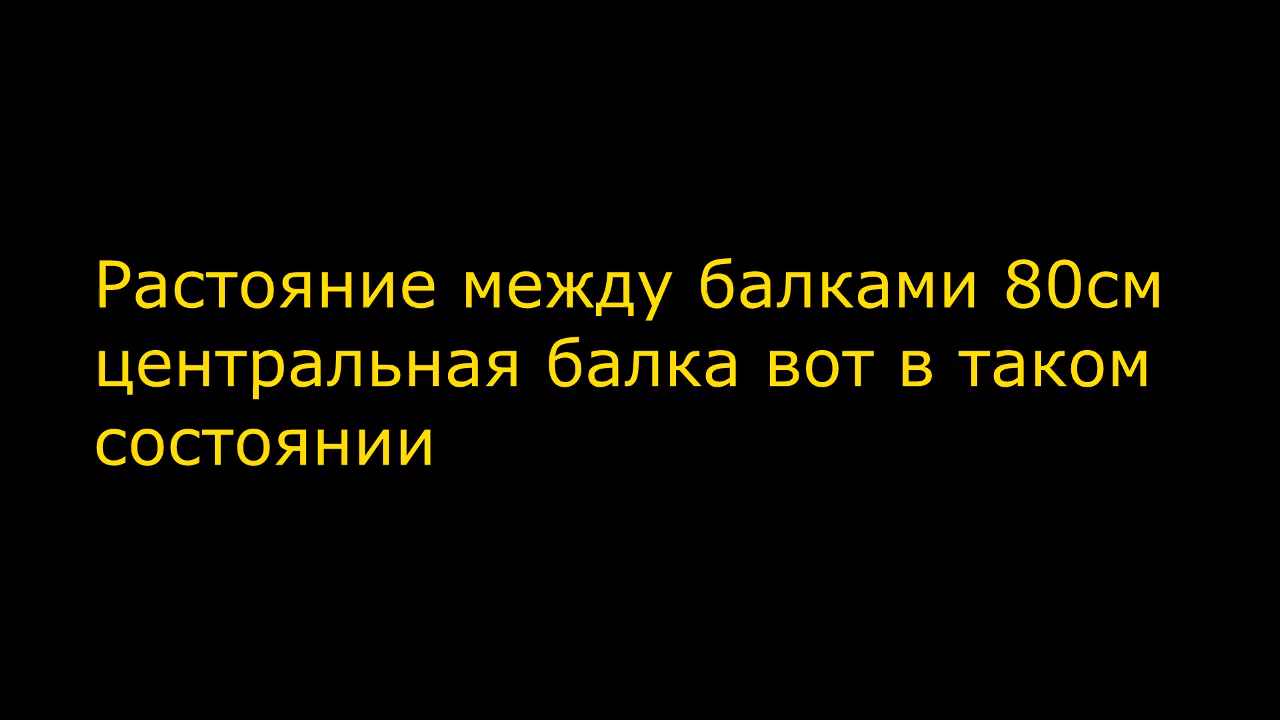 Растояние между балками 80см
центральная балка вот в таком
состоянии